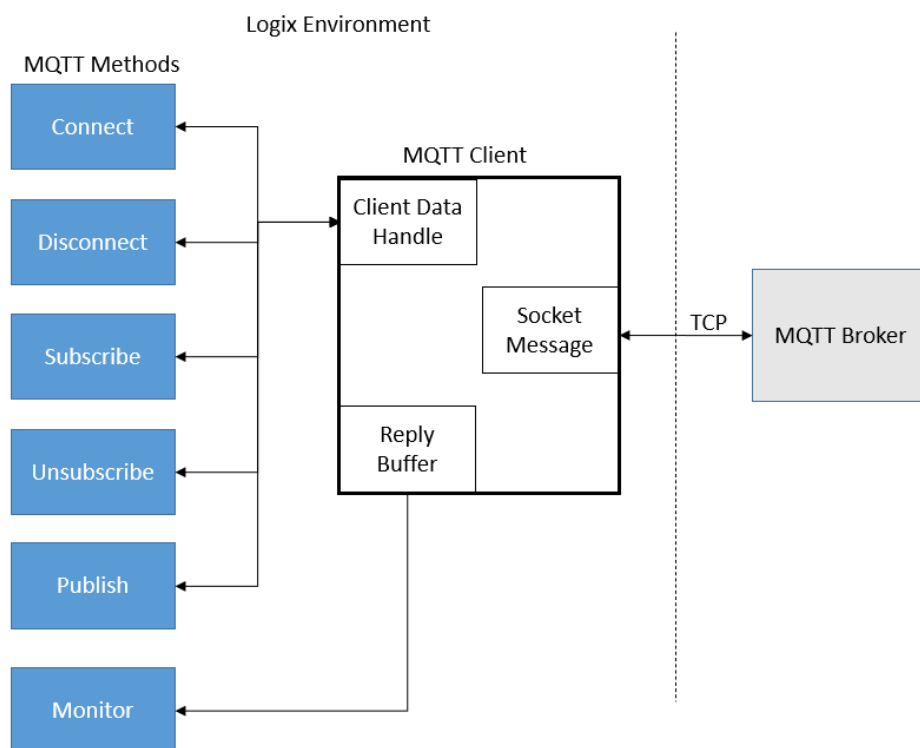 Logix Environment
MQTT Methods
Connect
Disconnect
Subscribe
Unsubscribe
Publish
Monitor
MQTT Client
Client Data
Handle
Socket
Message
Reply
Buffer
TCP
MQTT Broker